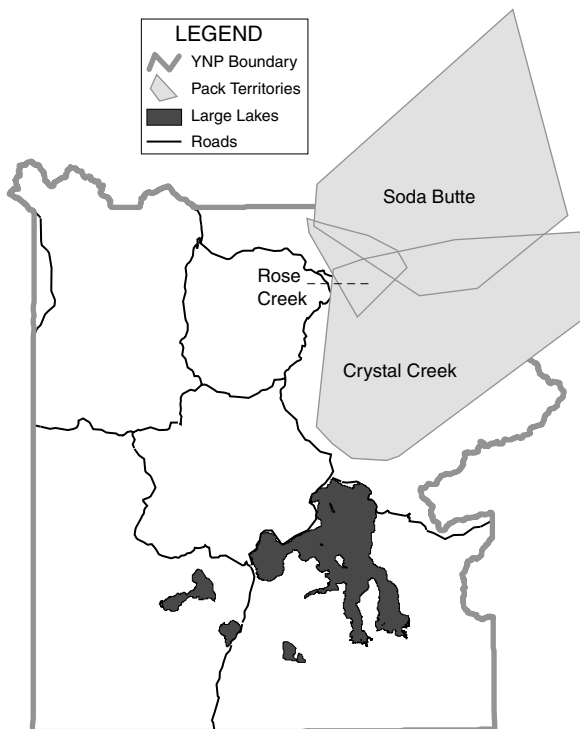 LEGEND
YNP Boundary
Pack Territories
Large Lakes
Roads
Soda Butte
Rose
Creek
Crystal Creek